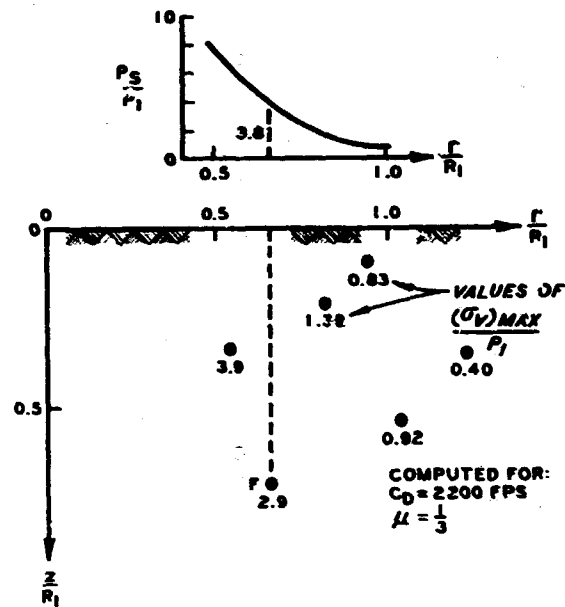 10
P_S
P_1
3.8
0
0.5
1.0
r
R_1
0
0.5
1.0
r
R_1
0
0.83
1.32
VALUES OF
(σ_V) MAX
P_1
3.9
0.40
0.5
0.92
F
2.9
COMPUTED FOR:
C_D = 2200 FPS
μ = 1/3
z
R_1